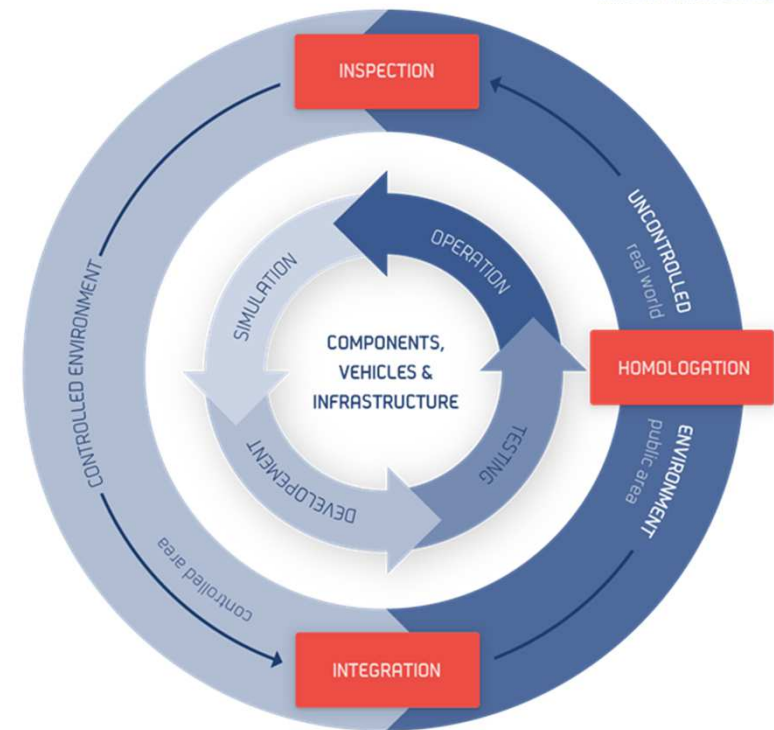 INSPECTION
UNCONTROLLED
real world
OPERATION
SIMULATION
COMPONENTS,
VEHICLES &
INFRASTRUCTURE
HOMOLOGATION
CONTROLLED ENVIRONMENT
TESTING
ENVIRONMENT
public area
DEVELOPEMENT
controlled area
INTEGRATION